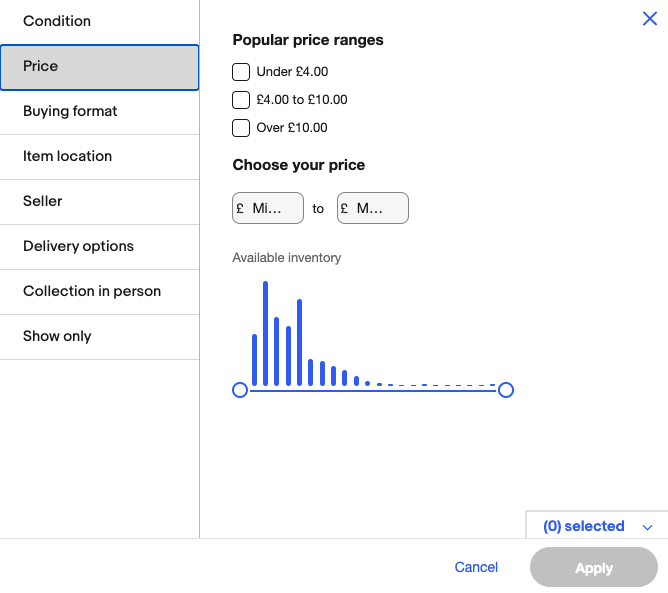 Condition
Price
Buying format
Item location
Seller
Delivery options
Collection in person
Show only
Popular price ranges
Under £4.00
£4.00 to £10.00
Over £10.00
Choose your price
£ Mi... to £ M...
Available inventory
(0) selected
Cancel
Apply